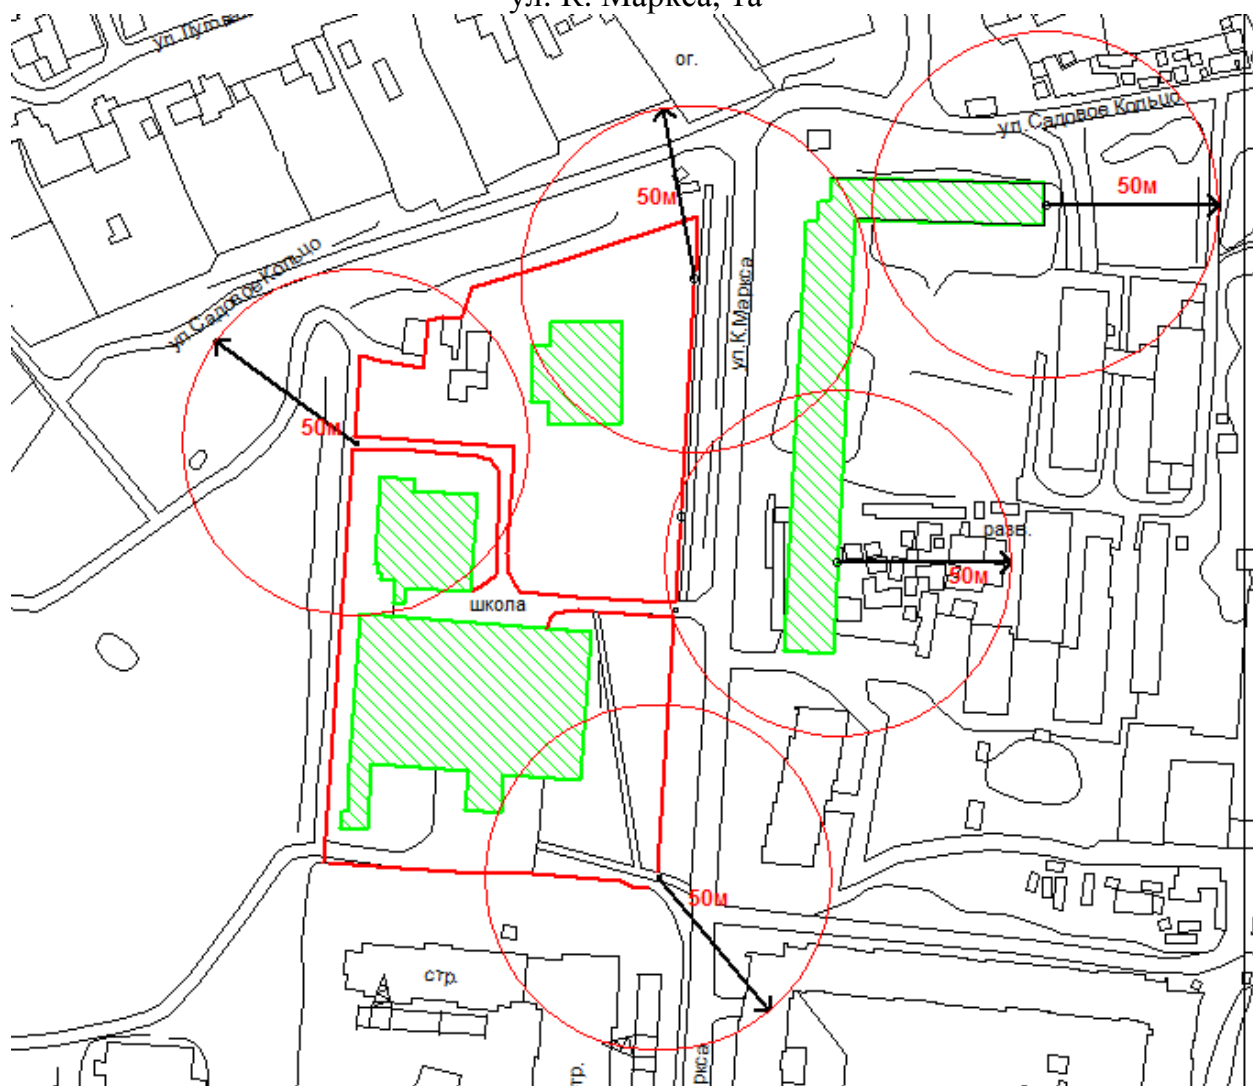 ул. К. Маркса, 1а
ог.
ул Садовое Кольцо
50м
50м
ул.Садовое Кольцо
ул.К.Маркса
50м
разв.
50м
школа
50м
стр.